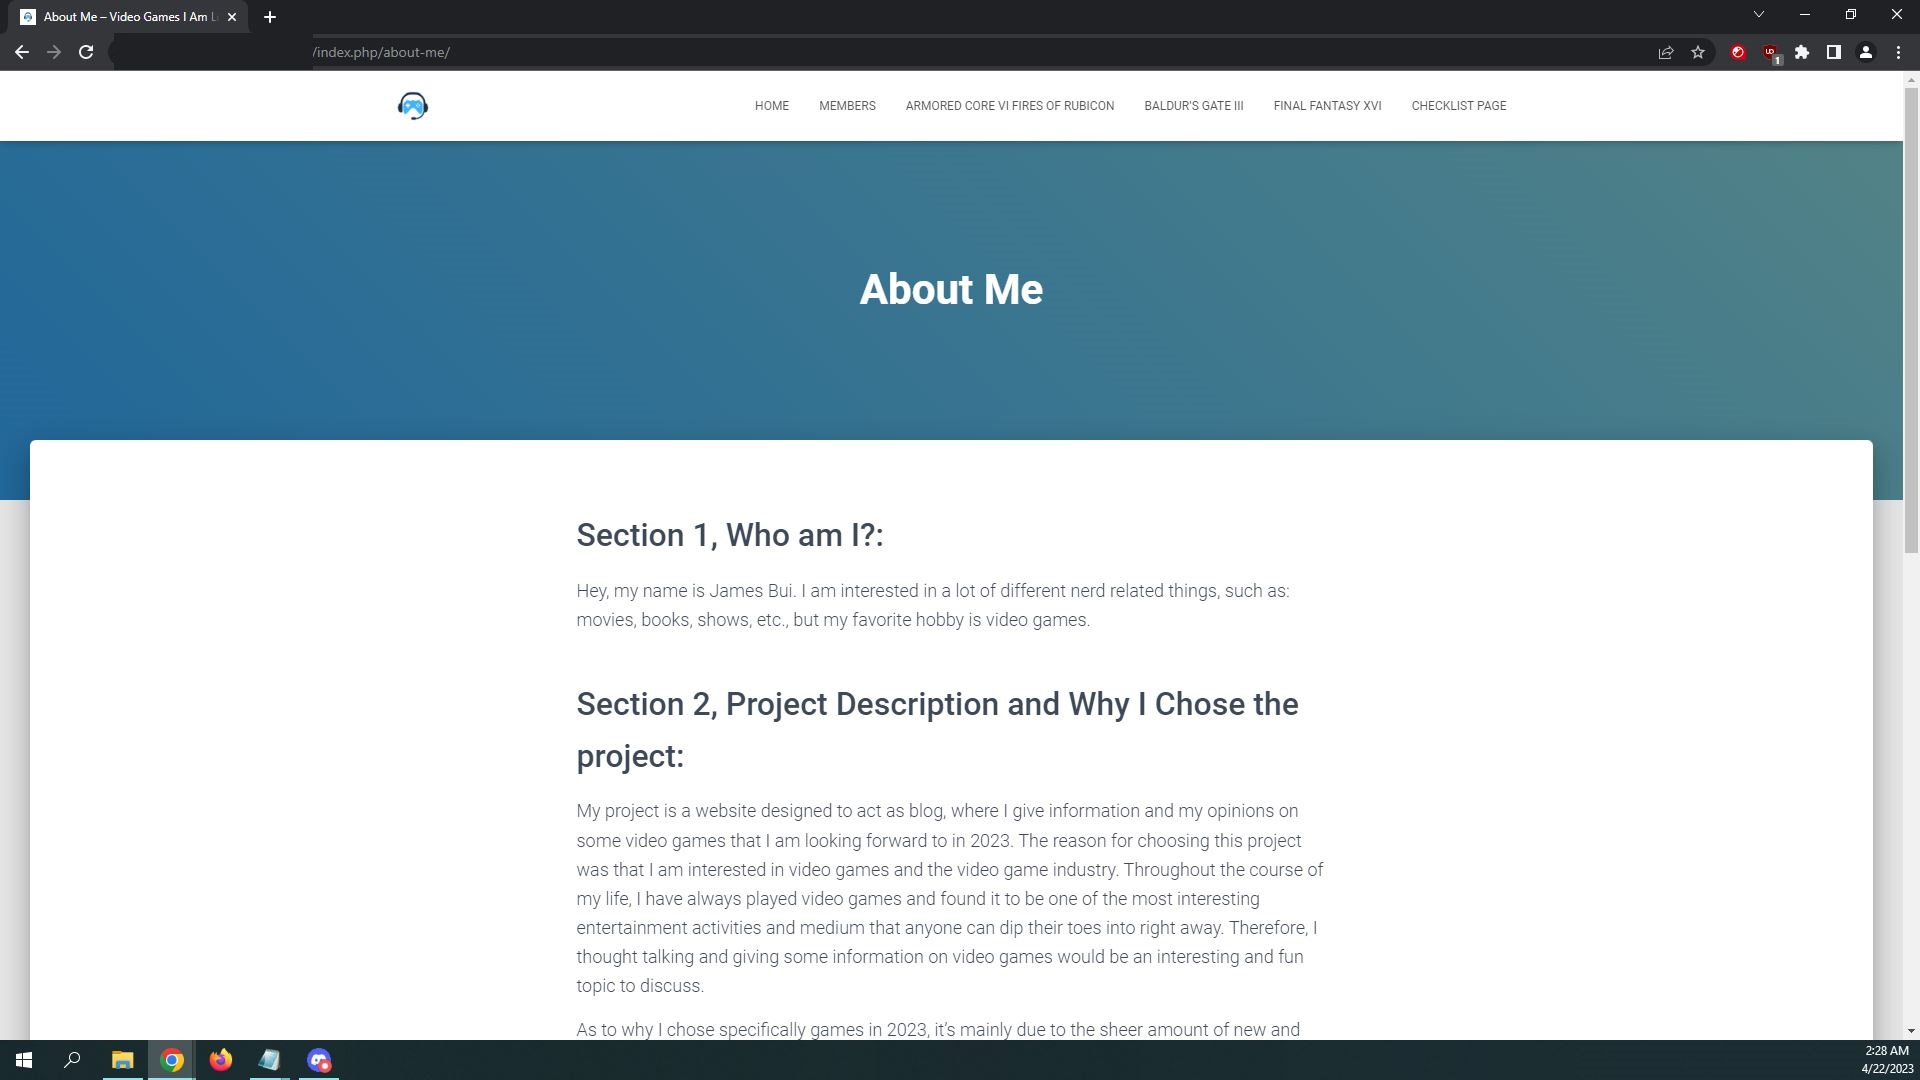 About Me – Video Games I Am L
/index.php/about-me/
1
HOME MEMBERS ARMORED CORE VI FIRES OF RUBICON BALDUR'S GATE III FINAL FANTASY XVI CHECKLIST PAGE
About Me
Section 1, Who am I?:
Hey, my name is James Bui. I am interested in a lot of different nerd related things, such as:
movies, books, shows, etc., but my favorite hobby is video games.
Section 2, Project Description and Why I Chose the
project:
My project is a website designed to act as blog, where I give information and my opinions on
some video games that I am looking forward to in 2023. The reason for choosing this project
was that I am interested in video games and the video game industry. Throughout the course of
my life, I have always played video games and found it to be one of the most interesting
entertainment activities and medium that anyone can dip their toes into right away. Therefore, I
thought talking and giving some information on video games would be an interesting and fun
topic to discuss.
As to why I chose specifically games in 2023, it's mainly due to the sheer amount of new and
2:28 AM
4/22/2023